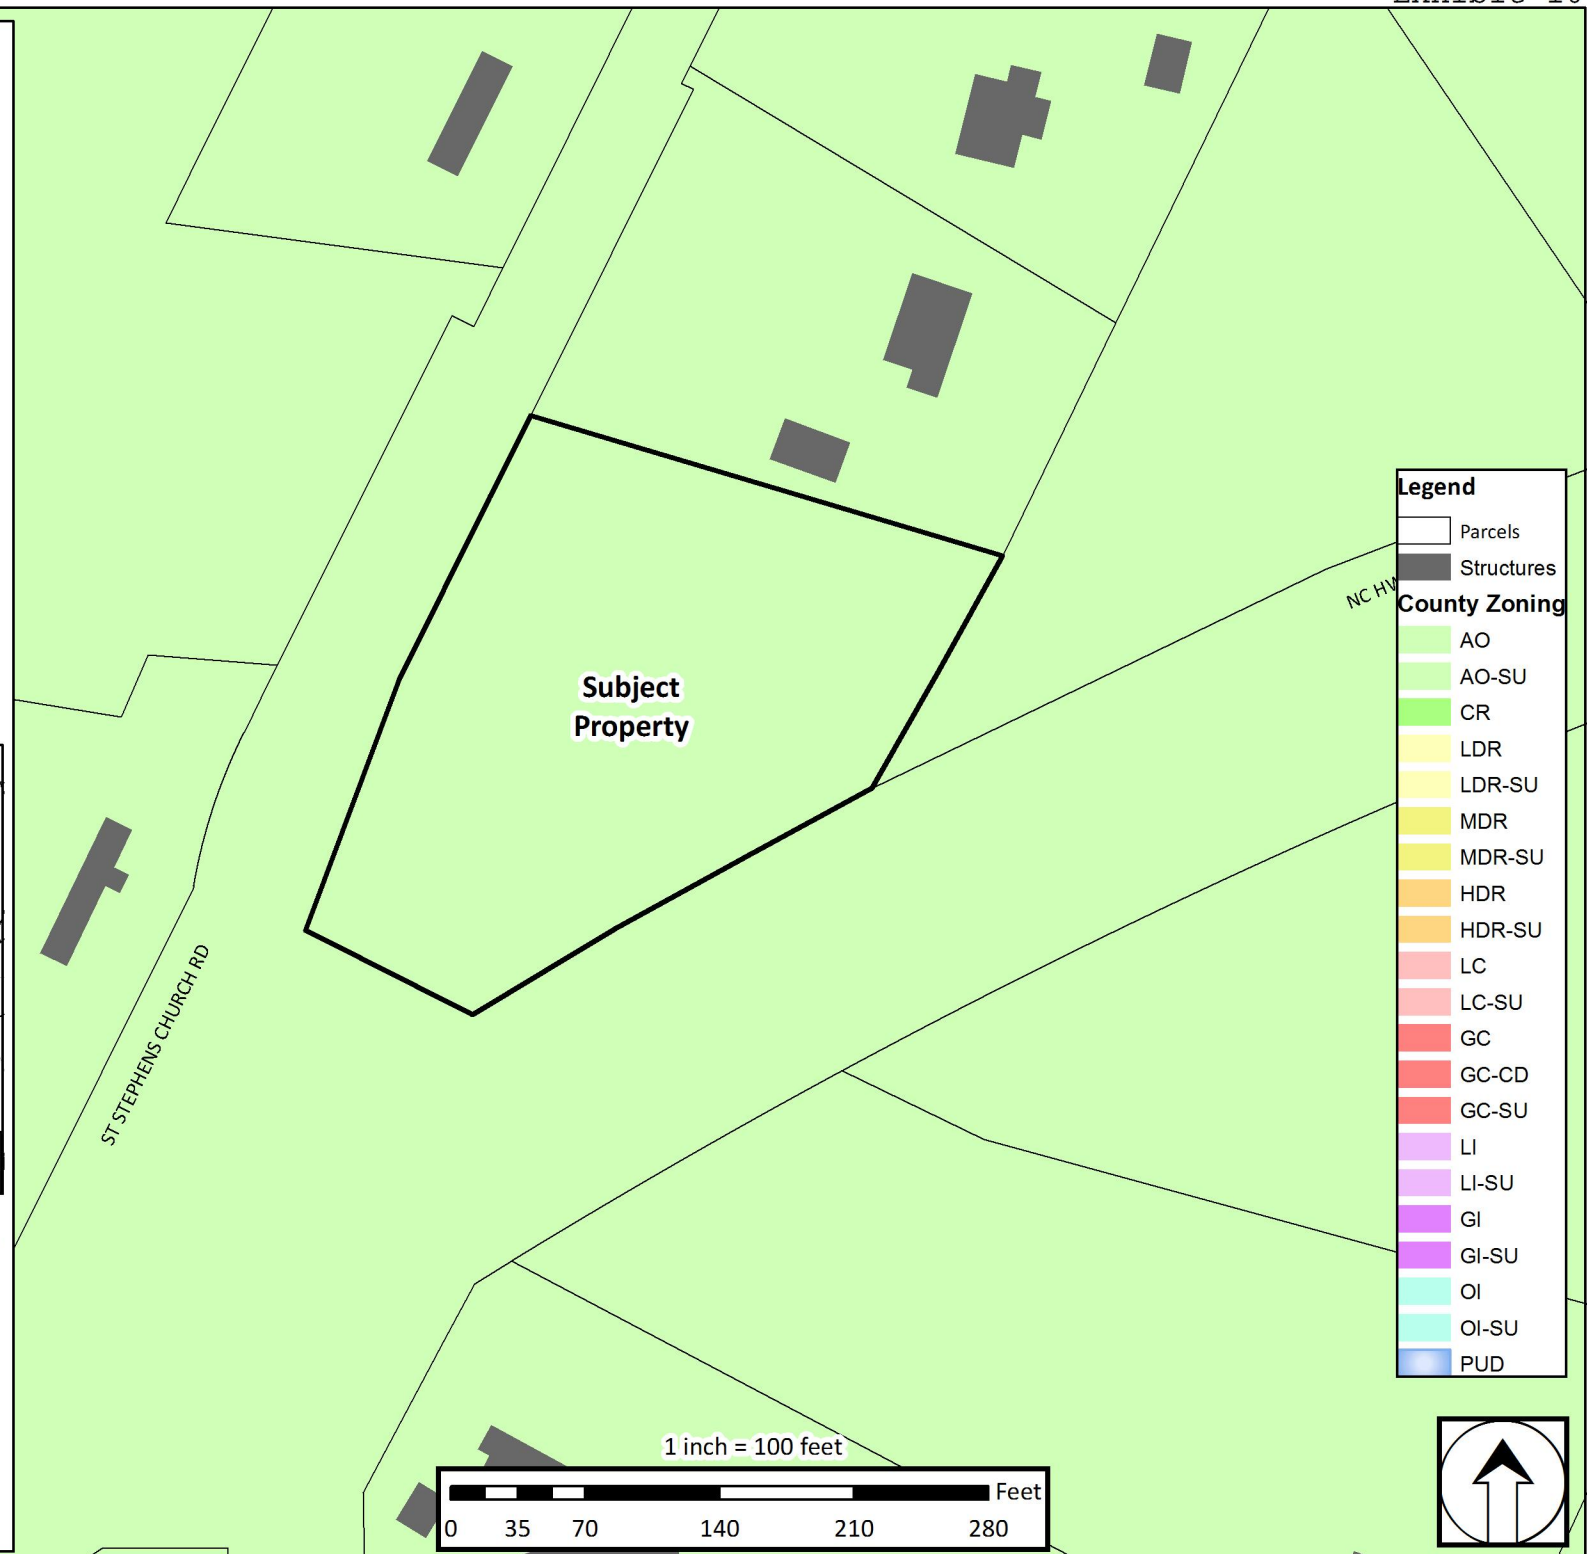 Subject
Property
ST STEPHENS CHURCH RD
NC HW
Legend
Parcels
Structures
County Zoning
AO
AO-SU
CR
LDR
LDR-SU
MDR
MDR-SU
HDR
HDR-SU
LC
LC-SU
GC
GC-CD
GC-SU
LI
LI-SU
GI
GI-SU
OI
OI-SU
PUD
1 inch = 100 feet
Feet
0 35 70 140 210 280